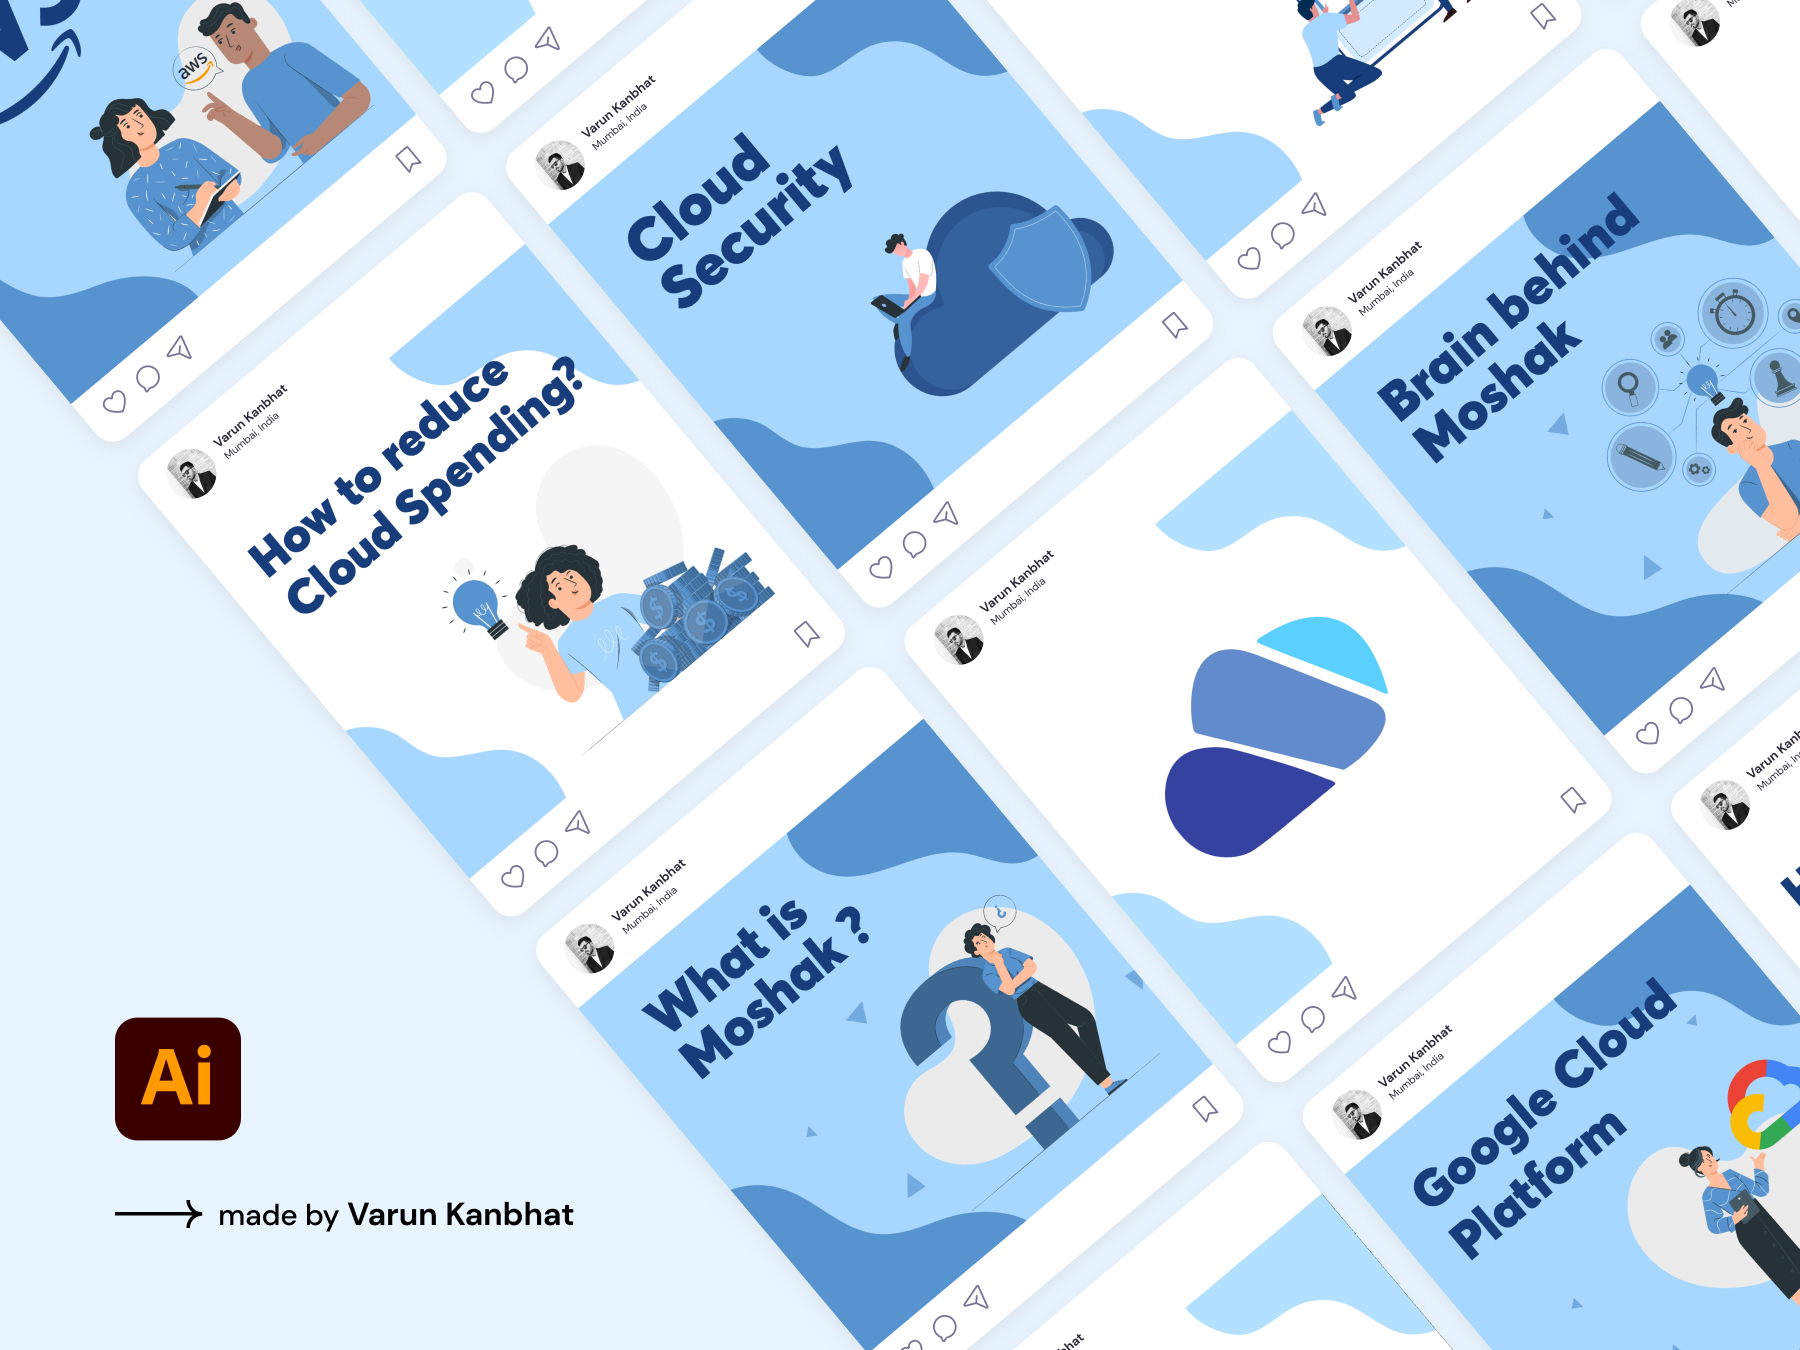 aws
Varun Kanbhat
Mumbai, India
Cloud
Security
Varun Kanbhat
Mumbai, India
How to reduce
Cloud Spending?
Varun Kanbhat
Mumbai, India
Brain behind
Moshak
Varun Kanbhat
Mumbai, India
Varun Kanbhat
Mumbai, India
What is
Moshak ?
?
Varun Kanbhat
Mumbai, India
Google Cloud
Platform
Ai
made by Varun Kanbhat